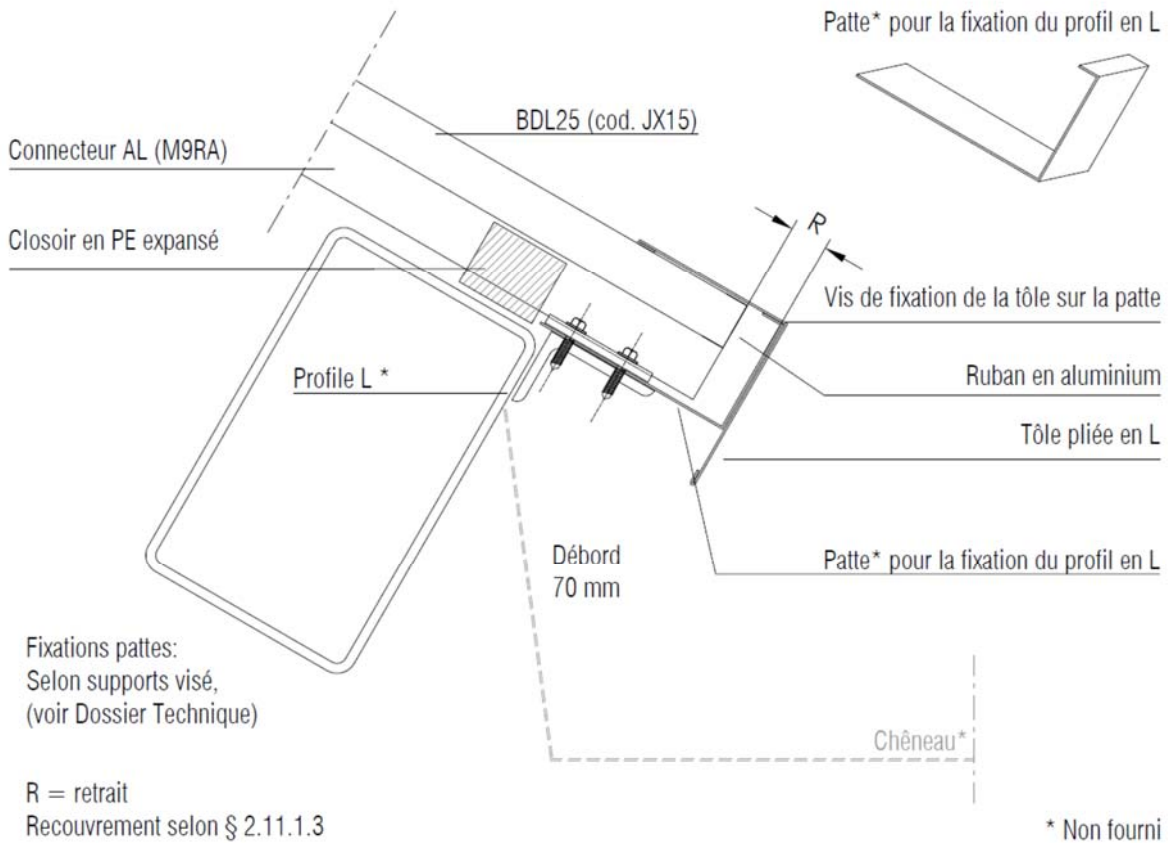 Patte* pour la fixation du profil en L
BDL25 (cod. JX15)
Connecteur AL (M9RA)
Closoir en PE expansé
R
Vis de fixation de la tôle sur la patte
Profile L *
Ruban en aluminium
Tôle pliée en L
Débord
70 mm
Patte* pour la fixation du profil en L
Fixations pattes:
Selon supports visé,
(voir Dossier Technique)
Chêneau*
R = retrait
Recouvrement selon § 2.11.1.3
* Non fourni